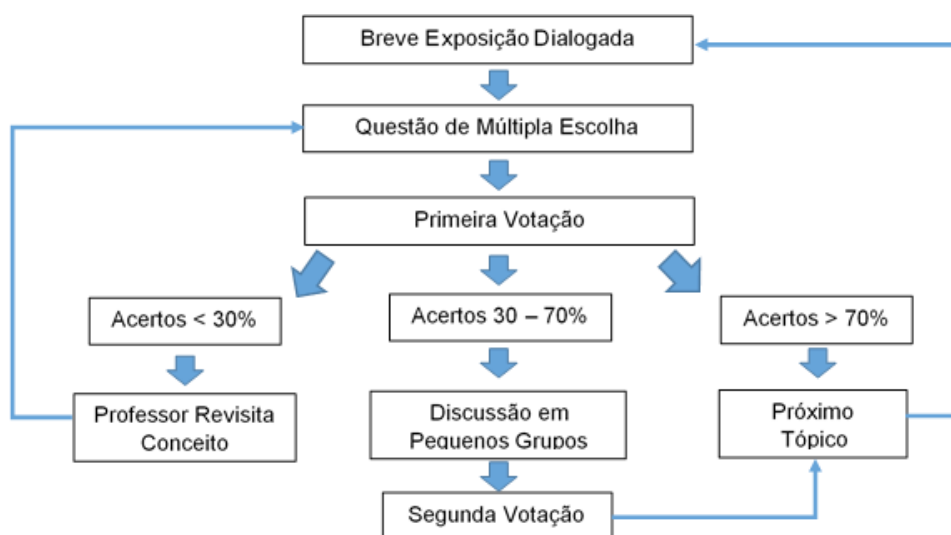 Breve Exposição Dialogada
Questão de Múltipla Escolha
Primeira Votação
Acertos < 30%
Acertos 30 – 70%
Acertos > 70%
Professor Revisita
Conceito
Discussão em
Pequenos Grupos
Próximo
Tópico
Segunda Votação